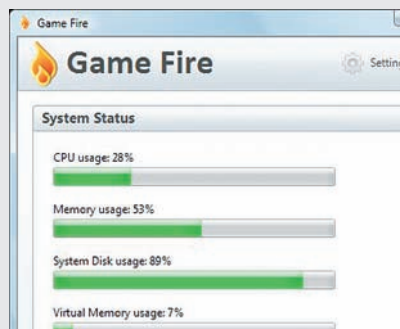 Game Fire
Game Fire
System Status
CPU usage: 28%
Memory usage: 53%
System Disk usage: 89%
Virtual Memory usage: 7%